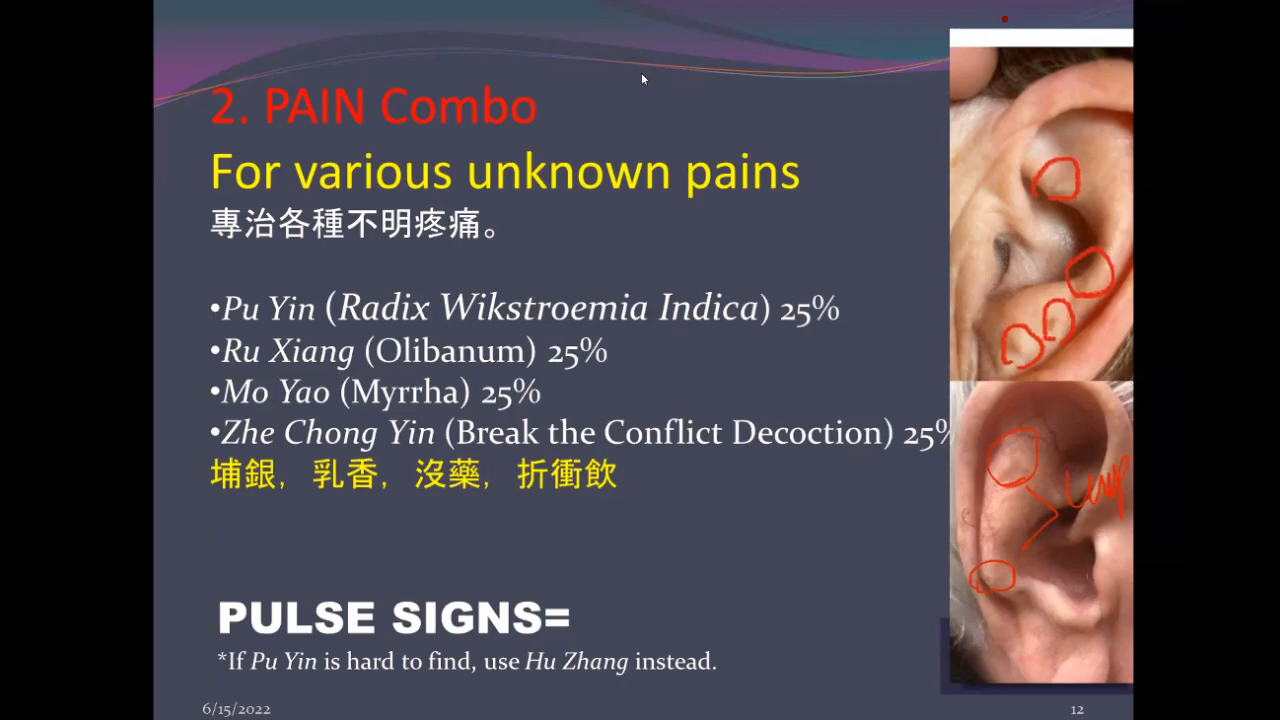 2. PAIN Combo
For various unknown pains
專治各種不明疼痛。
•Pu Yin (Radix Wikstroemia Indica) 25%
•Ru Xiang (Olibanum) 25%
•Mo Yao (Myrrha) 25%
•Zhe Chong Yin (Break the Conflict Decoction) 25%
埔銀, 乳香, 沒藥, 折衝飲
PULSE SIGNS=
*If Pu Yin is hard to find, use Hu Zhang instead.
6/15/2022
12